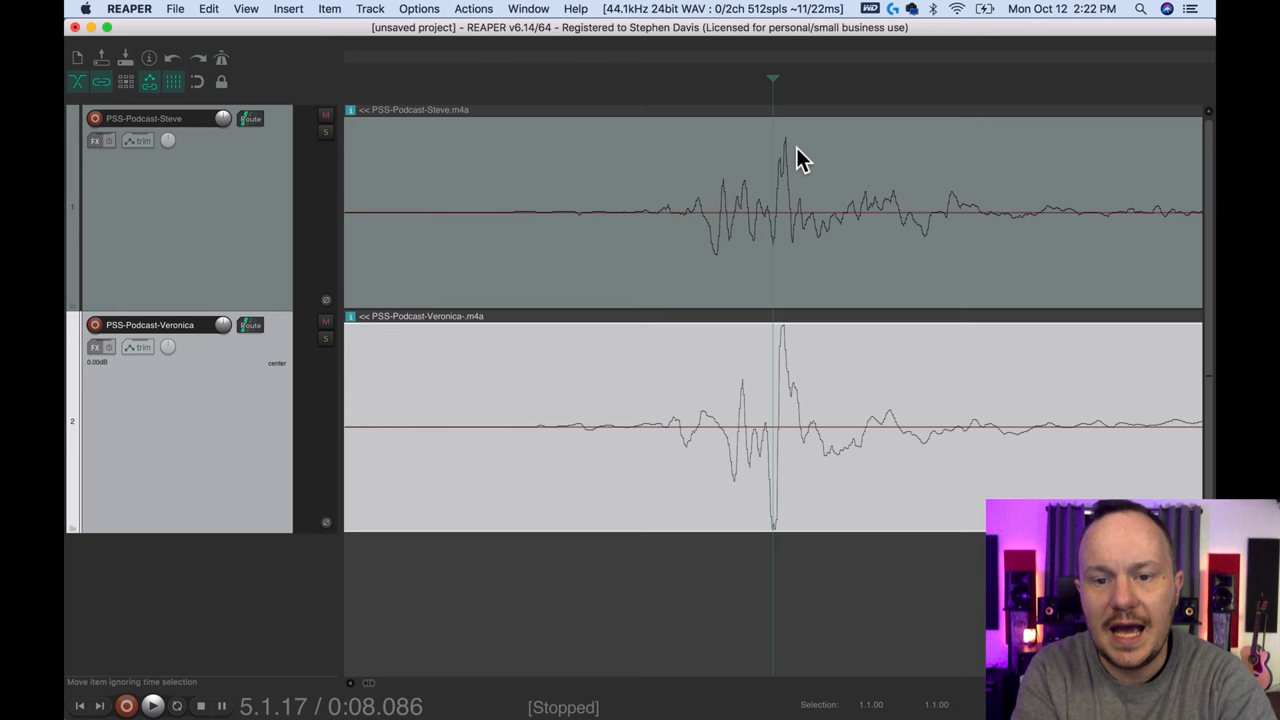 REAPER File Edit View Insert Item Track Options Actions Window Help [44.1kHz 24bit WAV : 0/2ch 512spls ~11/22ms] Mon Oct 12 2:22 PM
[unsaved project] - REAPER v6.14/64 - Registered to Stephen Davis (Licensed for personal/small business use)
<< PSS-Podcast-Steve.m4a
PSS-Podcast-Steve Route M
S
FX trim
1
<< PSS-Podcast-Veronica-.m4a
PSS-Podcast-Veronica Route M
S
FX trim
0.00dB center
2
Move item ignoring time selection
5.1.17 / 0:08.086 [Stopped] Selection: 1.1.00 1.1.00